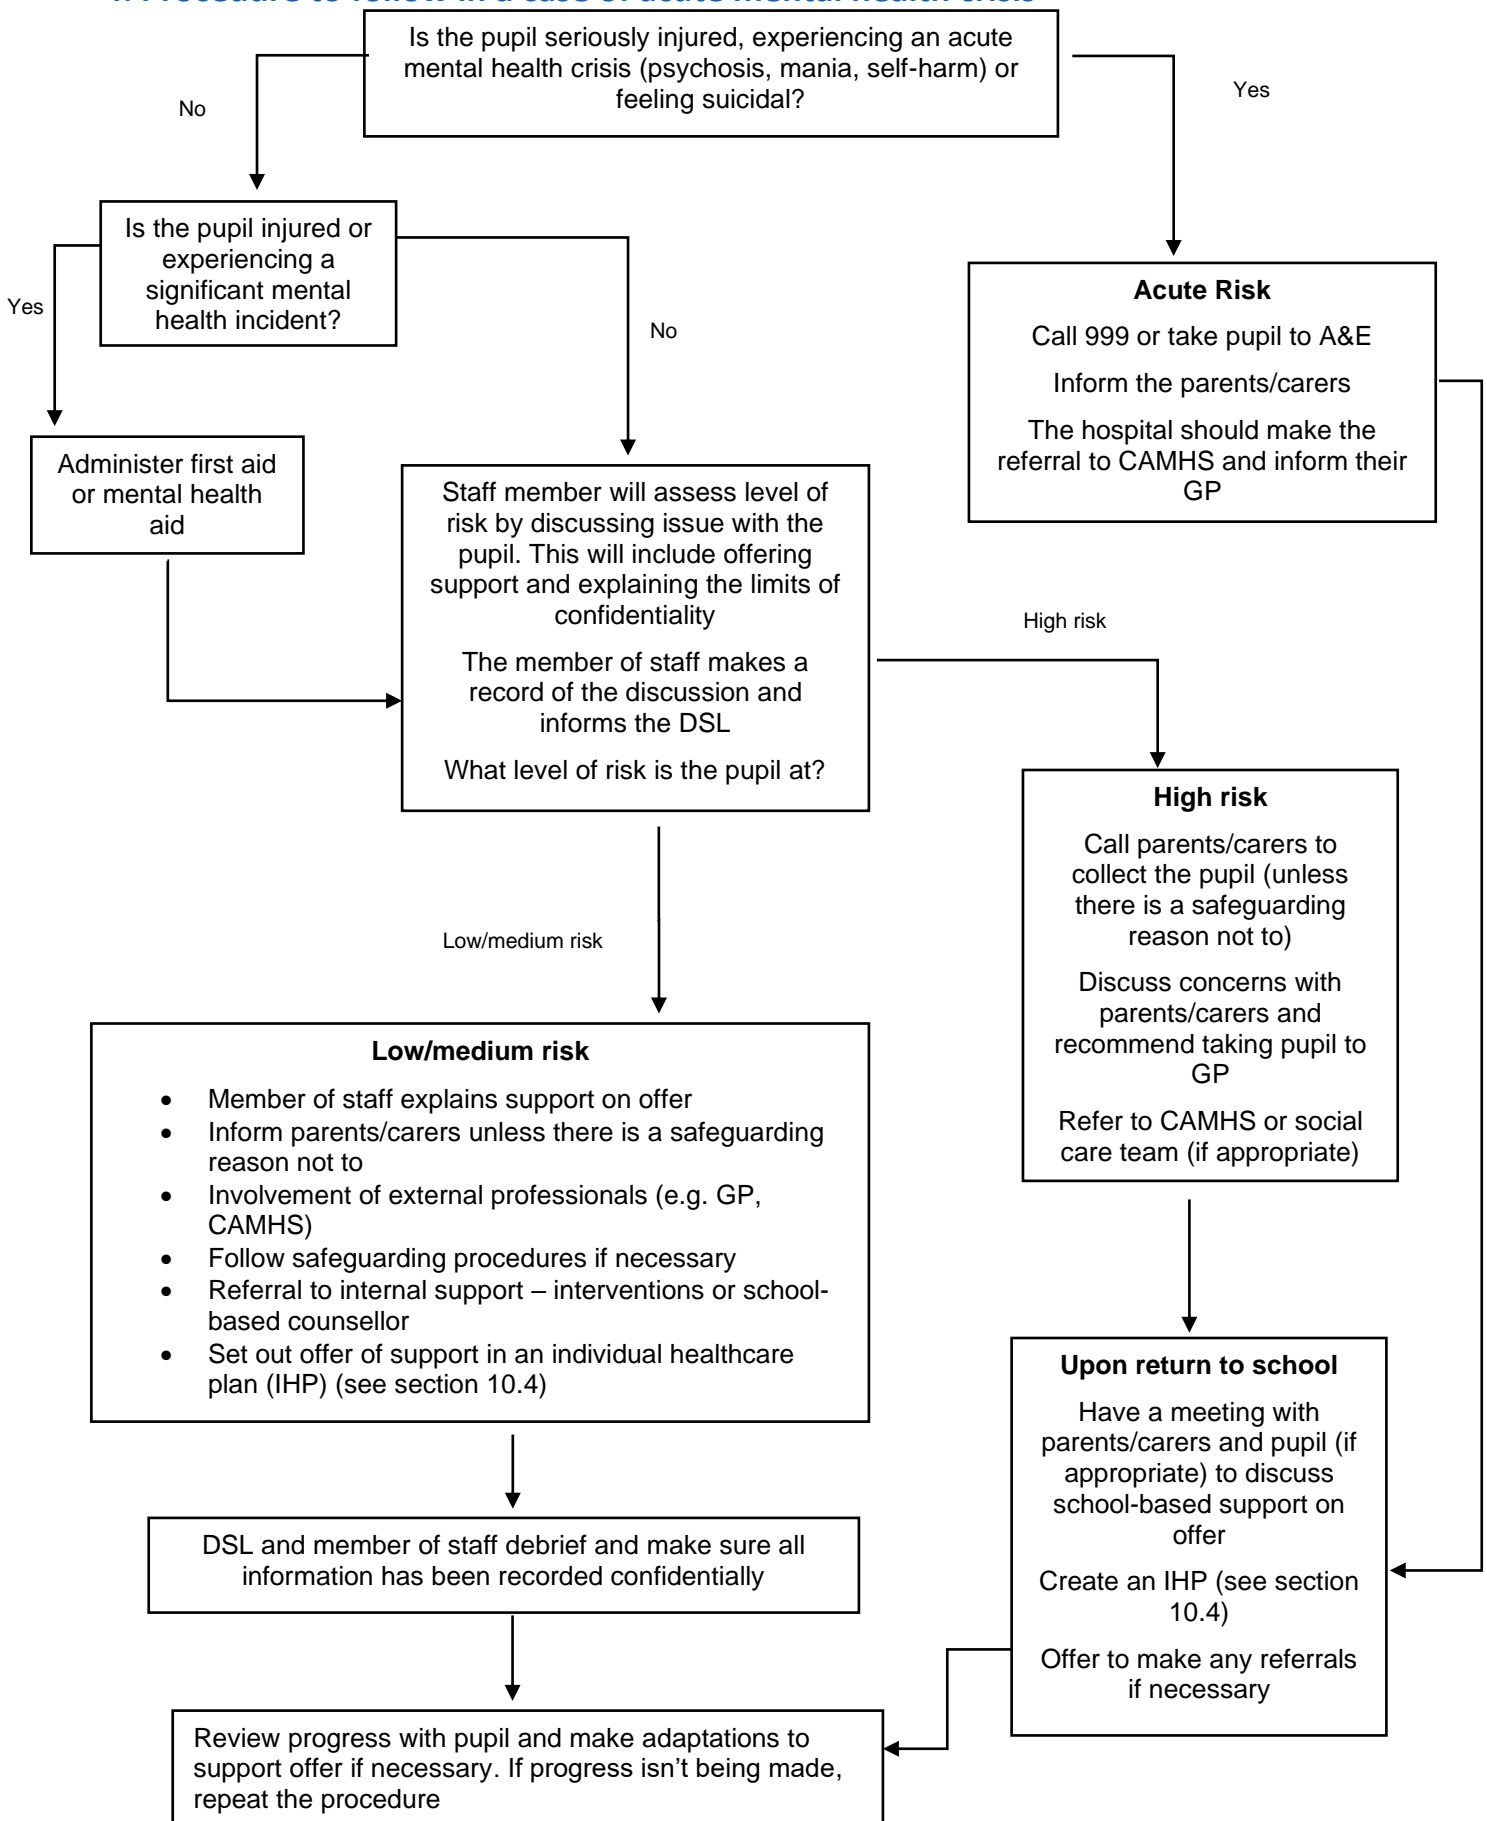 Procedure to follow in a case of acute mental health crisis
Is the pupil seriously injured, experiencing an acute
mental health crisis (psychosis, mania, self-harm) or
feeling suicidal?
No
Yes
Is the pupil injured or
experiencing a
significant mental
health incident?
Yes
No
Acute Risk
Call 999 or take pupil to A&E
Inform the parents/carers
The hospital should make the
referral to CAMHS and inform their
GP
Administer first aid
or mental health
aid
Staff member will assess level of
risk by discussing issue with the
pupil. This will include offering
support and explaining the limits of
confidentiality
The member of staff makes a
record of the discussion and
informs the DSL
What level of risk is the pupil at?
High risk
High risk
Call parents/carers to
collect the pupil (unless
there is a safeguarding
reason not to)
Discuss concerns with
parents/carers and
recommend taking pupil to
GP
Refer to CAMHS or social
care team (if appropriate)
Low/medium risk
Low/medium risk
• Member of staff explains support on offer
• Inform parents/carers unless there is a safeguarding
reason not to
• Involvement of external professionals (e.g. GP,
CAMHS)
• Follow safeguarding procedures if necessary
• Referral to internal support – interventions or school-
based counsellor
• Set out offer of support in an individual healthcare
plan (IHP) (see section 10.4)
Upon return to school
Have a meeting with
parents/carers and pupil (if
appropriate) to discuss
school-based support on
offer
Create an IHP (see section
10.4)
Offer to make any referrals
if necessary
DSL and member of staff debrief and make sure all
information has been recorded confidentially
Review progress with pupil and make adaptations to
support offer if necessary. If progress isn't being made,
repeat the procedure